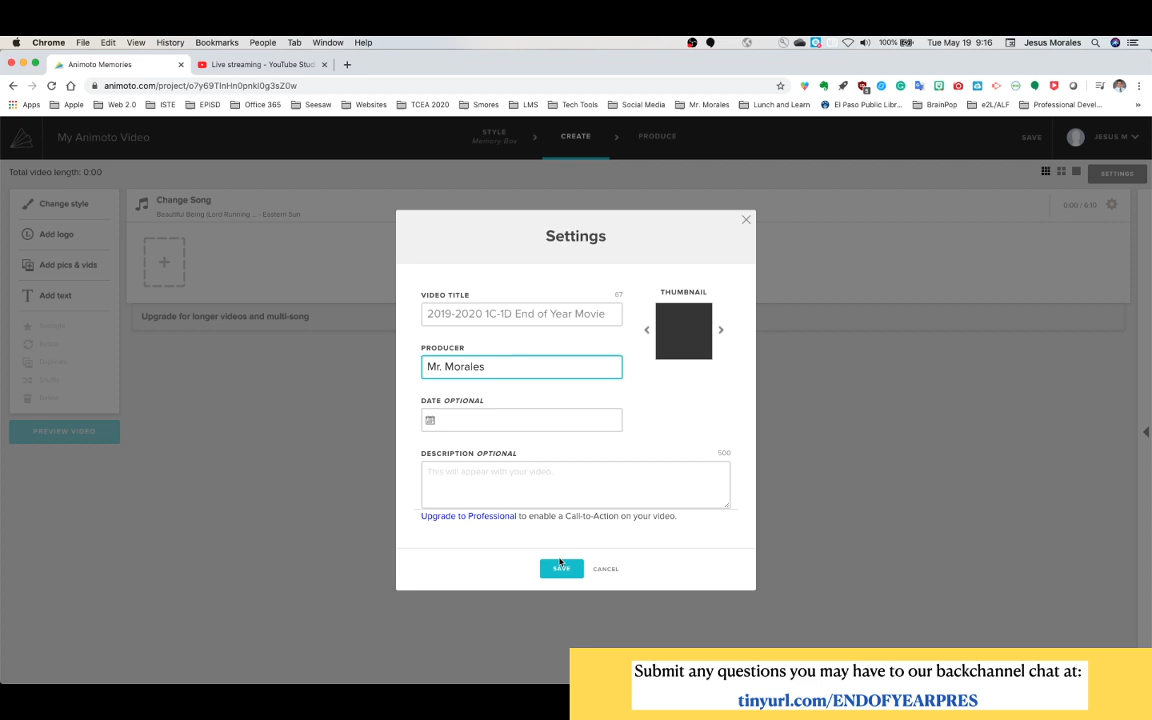 Chrome File Edit View History Bookmarks People Tab Window Help 100% Tue May 19 9:16 Jesus Morales
Animoto Memories Live streaming - YouTube Stud
animoto.com/project/o7y69TlnHn0pnkl0g3sZ0w
Apps Apple Web 2.0 ISTE EPISD Office 365 Seesaw Websites TCEA 2020 Smores LMS Tech Tools Social Media Mr. Morales Lunch and Learn El Paso Public Libr... BrainPop e2L/ALF Professional Devel...
My Animoto Video STYLE Memory Box CREATE PRODUCE SAVE JESUS M
Total video length: 0:00 SETTINGS
Change style
Add logo
Add pics & vids
Add text
Duplicate
PREVIEW VIDEO
Change Song
Beautiful Being (Lord Running ... - Eastern Sun
0:00 / 6:10
Upgrade for longer videos and multi-song
Settings
VIDEO TITLE 67
2019-2020 1C-1D End of Year Movie
THUMBNAIL
PRODUCER
Mr. Morales
DATE OPTIONAL
DESCRIPTION OPTIONAL 500
This will appear with your video.
Upgrade to Professional to enable a Call-to-Action on your video.
SAVE CANCEL
Submit any questions you may have to our backchannel chat at:
tinyurl.com/ENDOFYEARPRES